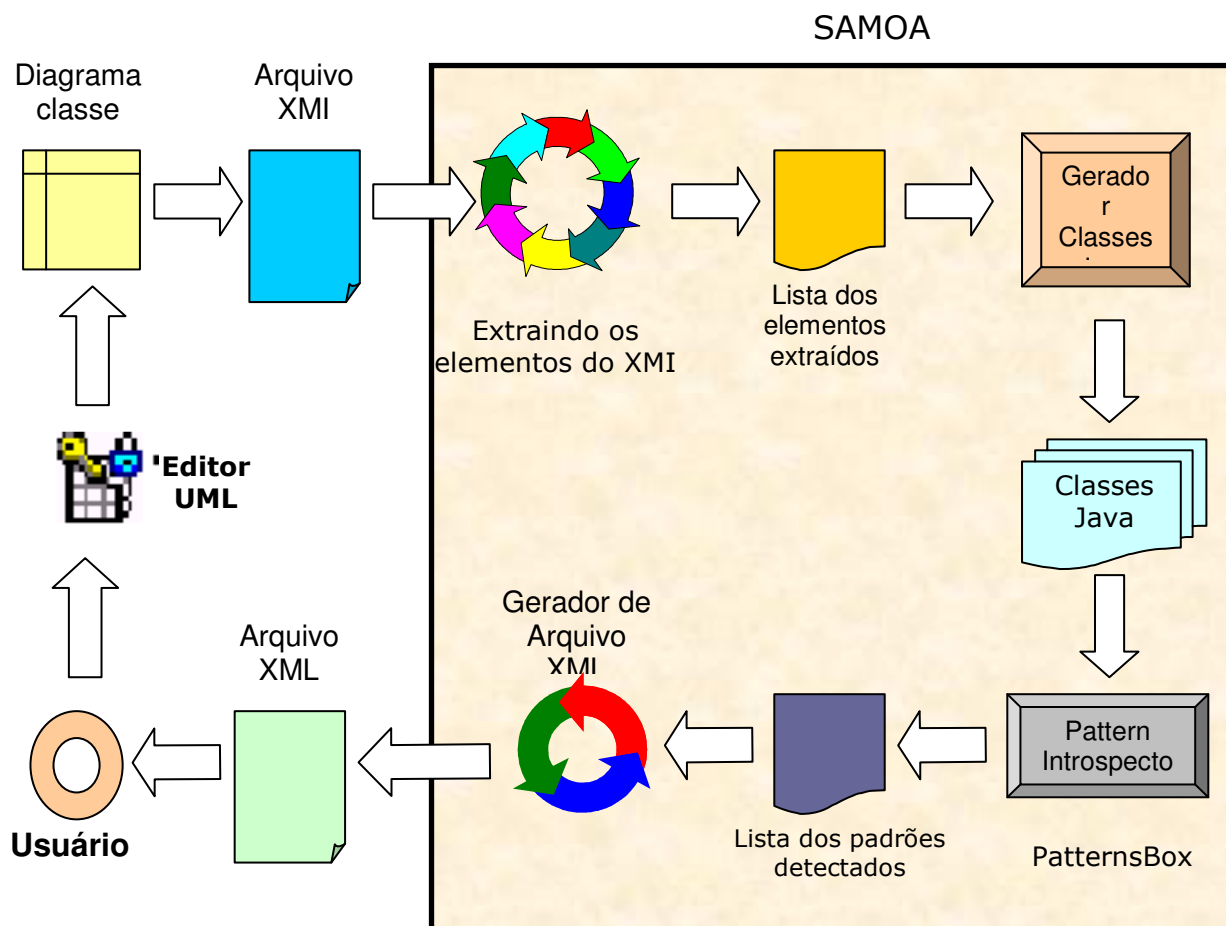 SAMOA
Diagrama
classe
Arquivo
XMI
Gerado
r
Classes
Extraindo os
elementos do XMI
Lista dos
elementos
extraídos
'Editor
UML
Classes
Java
Gerador de
Arquivo
XML
Arquivo
XML
Pattern
Introspecto
Usuário
Lista dos padrões
detectados
PatternsBox